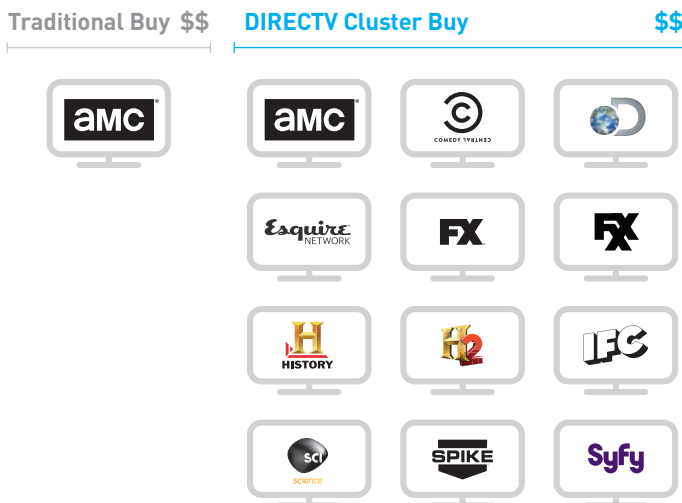 Traditional Buy $$
DIRECTV Cluster Buy $$
aMC
aMC
COMEDY CENTRAL
D
Esquire
NETWORK
FX
FXX
H
HISTORY
H2
IFC
sci
SCIENCE
SPIKE
Syfy